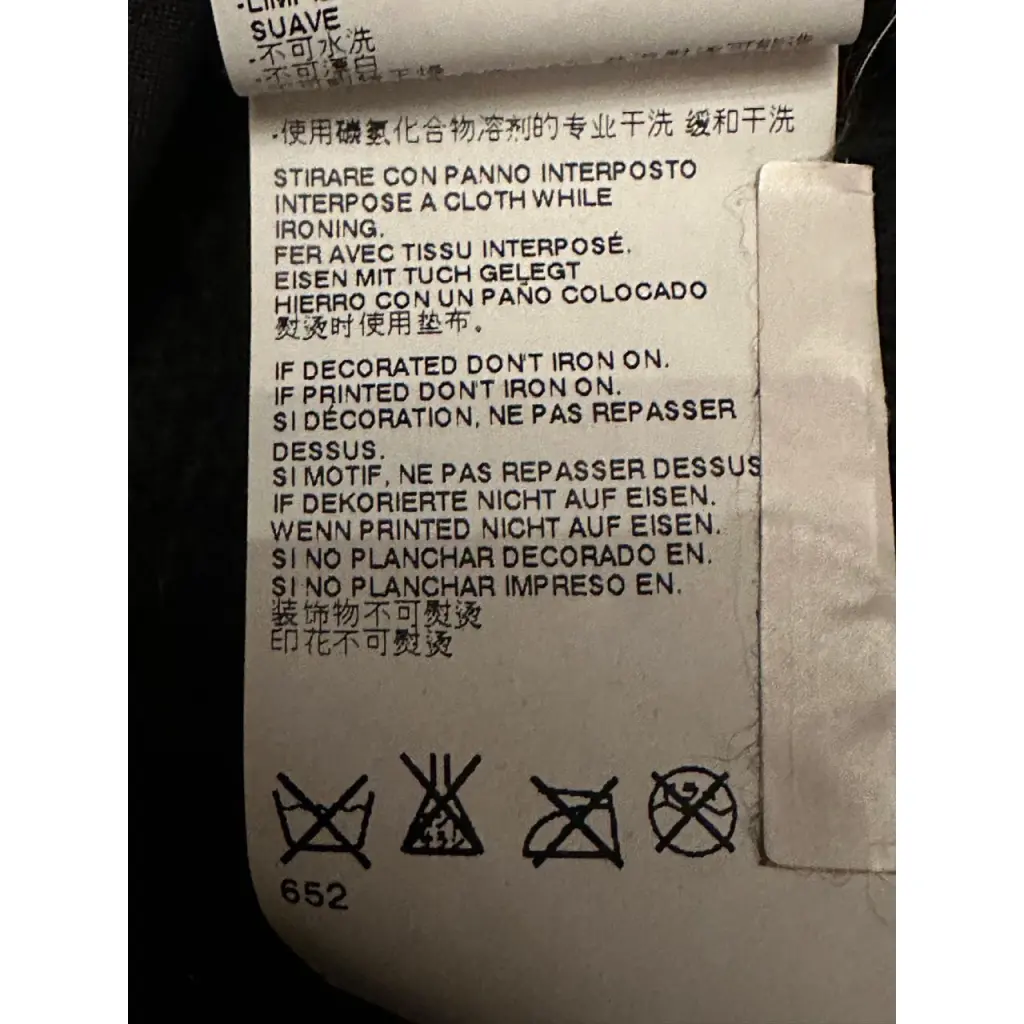 SUAVE
-不可水洗
-不可漂白
-使用碳氢化合物溶剂的专业干洗 缓和干洗
STIRARE CON PANNO INTERPOSTO
INTERPOSE A CLOTH WHILE
IRONING.
FER AVEC TISSU INTERPOSÉ.
EISEN MIT TUCH GELEGT
HIERRO CON UN PAÑO COLOCADO
熨烫时使用垫布。
IF DECORATED DON'T IRON ON.
IF PRINTED DON'T IRON ON.
SI DÉCORATION, NE PAS REPASSER
DESSUS.
SI MOTIF, NE PAS REPASSER DESSUS
IF DEKORIERTE NICHT AUF EISEN.
WENN PRINTED NICHT AUF EISEN.
SI NO PLANCHAR DECORADO EN.
SI NO PLANCHAR IMPRESO EN.
装饰物不可熨烫
印花不可熨烫
652